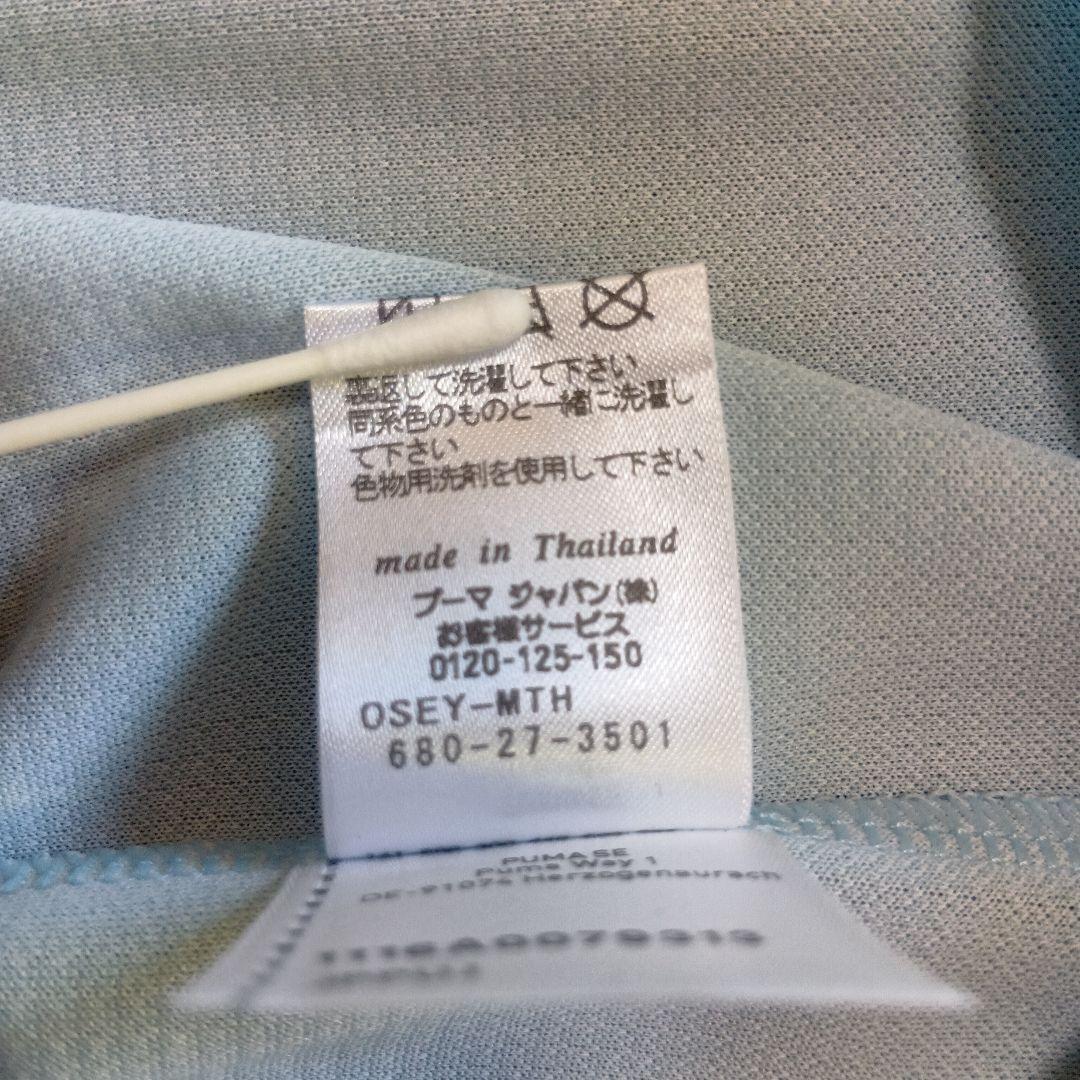 裏返して洗濯して下さい
同系色のものと一緒に洗濯し
て下さい
色物用洗剤を使用して下さい
made in Thailand
プーマ ジャパン(株)
お客様サービス
0120-125-150
OSEY-MTH
680-27-3501
PUMA SE
Puma Way 1
DE-91074 Herzogenaurach